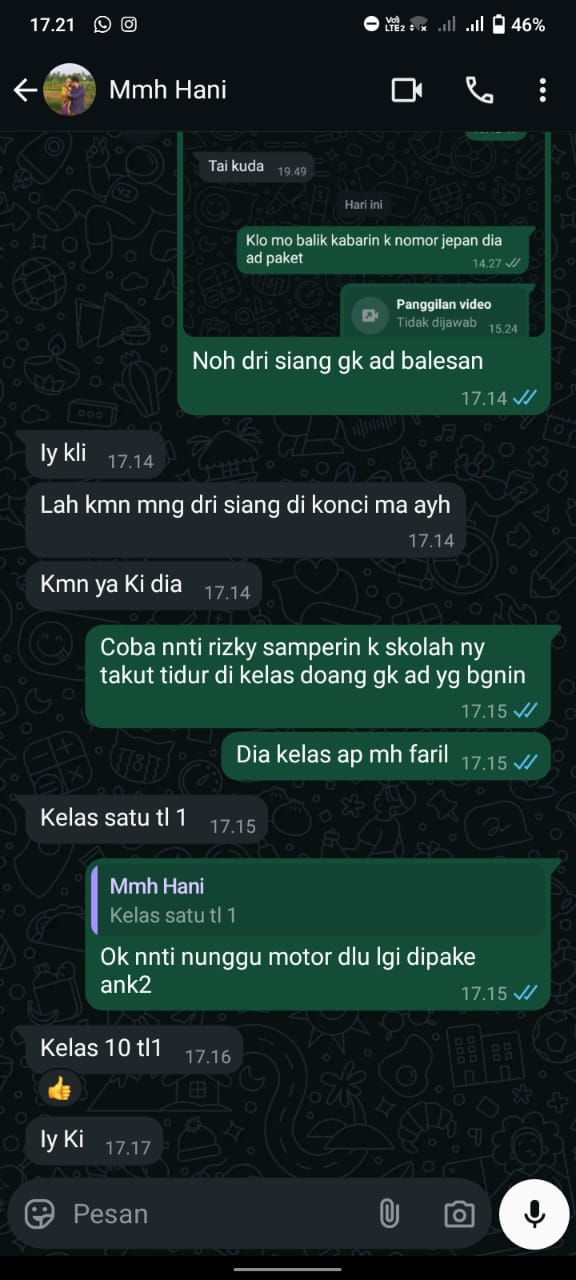 17.21
Vo)
LTE2
46%
Mmh Hani
Tai kuda 19.49
Hari ini
Klo mo balik kabarin k nomor jepan dia
ad paket
14.27
Panggilan video
Tidak dijawab 15.24
Noh dri siang gk ad balesan
17.14
Iy kli 17.14
Lah kmn mng dri siang di konci ma ayh
17.14
Kmn ya Ki dia 17.14
Coba nnti rizky samperin k skolah ny
takut tidur di kelas doang gk ad yg bgnin
17.15
Dia kelas ap mh faril 17.15
Kelas satu tl 1 17.15
Mmh Hani
Kelas satu tl 1
Ok nnti nunggu motor dlu lgi dipake
ank2
17.15
Kelas 10 tl1 17.16
👍
Iy Ki 17.17
Pesan